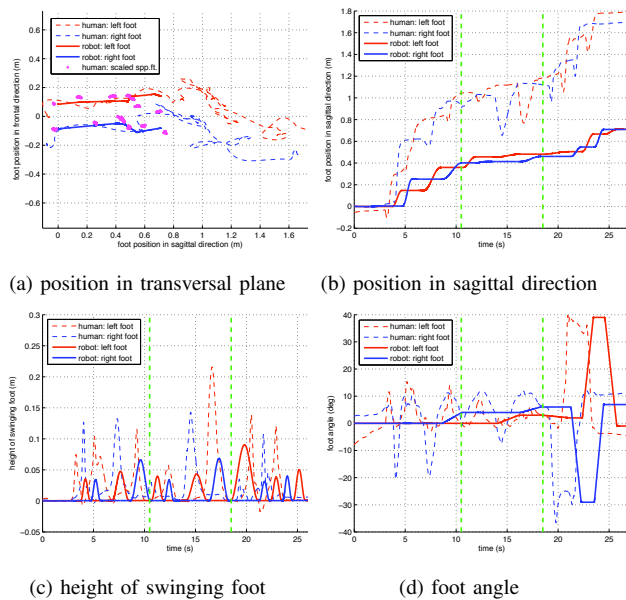 human: left foot
human: right foot
robot: left foot
robot: right foot
human: scaled spp.ft.
foot position in frontal direction (m)
0.6
0.4
0.2
0
−0.2
−0.4
−0.6
0 0.2 0.4 0.6 0.8 1.0 1.2 1.4 1.6
foot position in sagittal direction (m)
(a) position in transversal plane
human: left foot
human: right foot
robot: left foot
robot: right foot
foot position in sagittal direction (m)
1.8
1.6
1.4
1.2
1.0
0.8
0.6
0.4
0.2
0
−0.2
0 5 10 15 20 25
time (s)
(b) position in sagittal direction
human: left foot
human: right foot
robot: left foot
robot: right foot
height of swinging foot (m)
0.3
0.25
0.2
0.15
0.1
0.05
0
−0.05
0 5 10 15 20 25
time (s)
(c) height of swinging foot
human: left foot
human: right foot
robot: left foot
robot: right foot
foot angle (deg)
40
30
20
10
0
−10
−20
−30
−40
0 5 10 15 20 25
time (s)
(d) foot angle